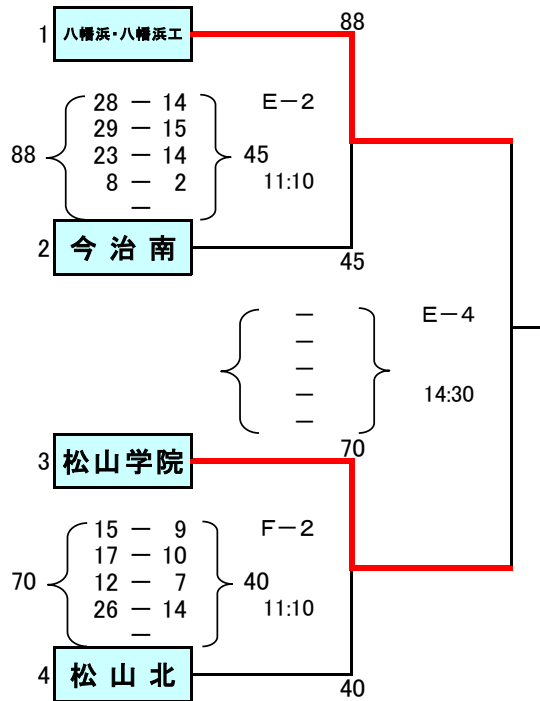 88
1 八幡浜・八幡浜工
28 － 14 E－2
29 － 15
88 23 － 14 45
8 － 2 11:10
－
2 今治南
45
－ E－4
－
－
－ 14:30
－
70
3 松山学院
15 － 9 F－2
17 － 10
70 12 － 7 40
26 － 14 11:10
－
4 松山北
40